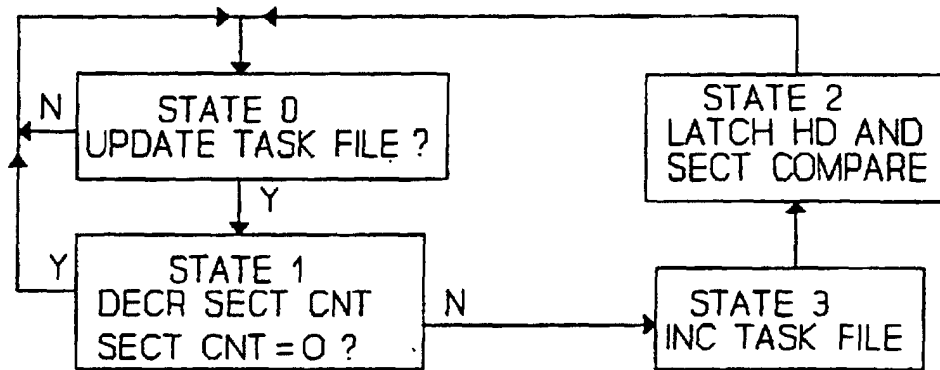 N
STATE 0
UPDATE TASK FILE ?
Y
Y
STATE 1
DECR SECT CNT
SECT CNT = 0 ?
N
STATE 2
LATCH HD AND
SECT COMPARE
STATE 3
INC TASK FILE